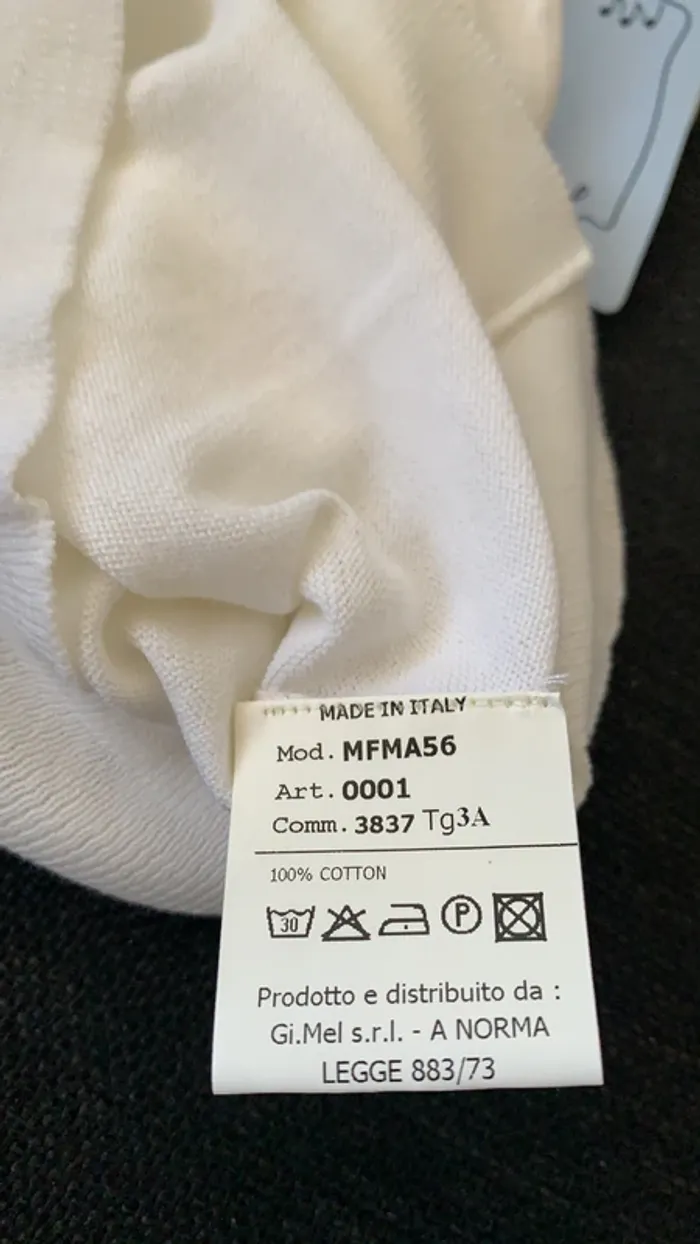 MADE IN ITALY
Mod. MFMA56
Art. 0001
Comm. 3837 Tg3A
100% COTTON
30 P
Prodotto e distribuito da :
Gi.Mel s.r.l. - A NORMA
LEGGE 883/73